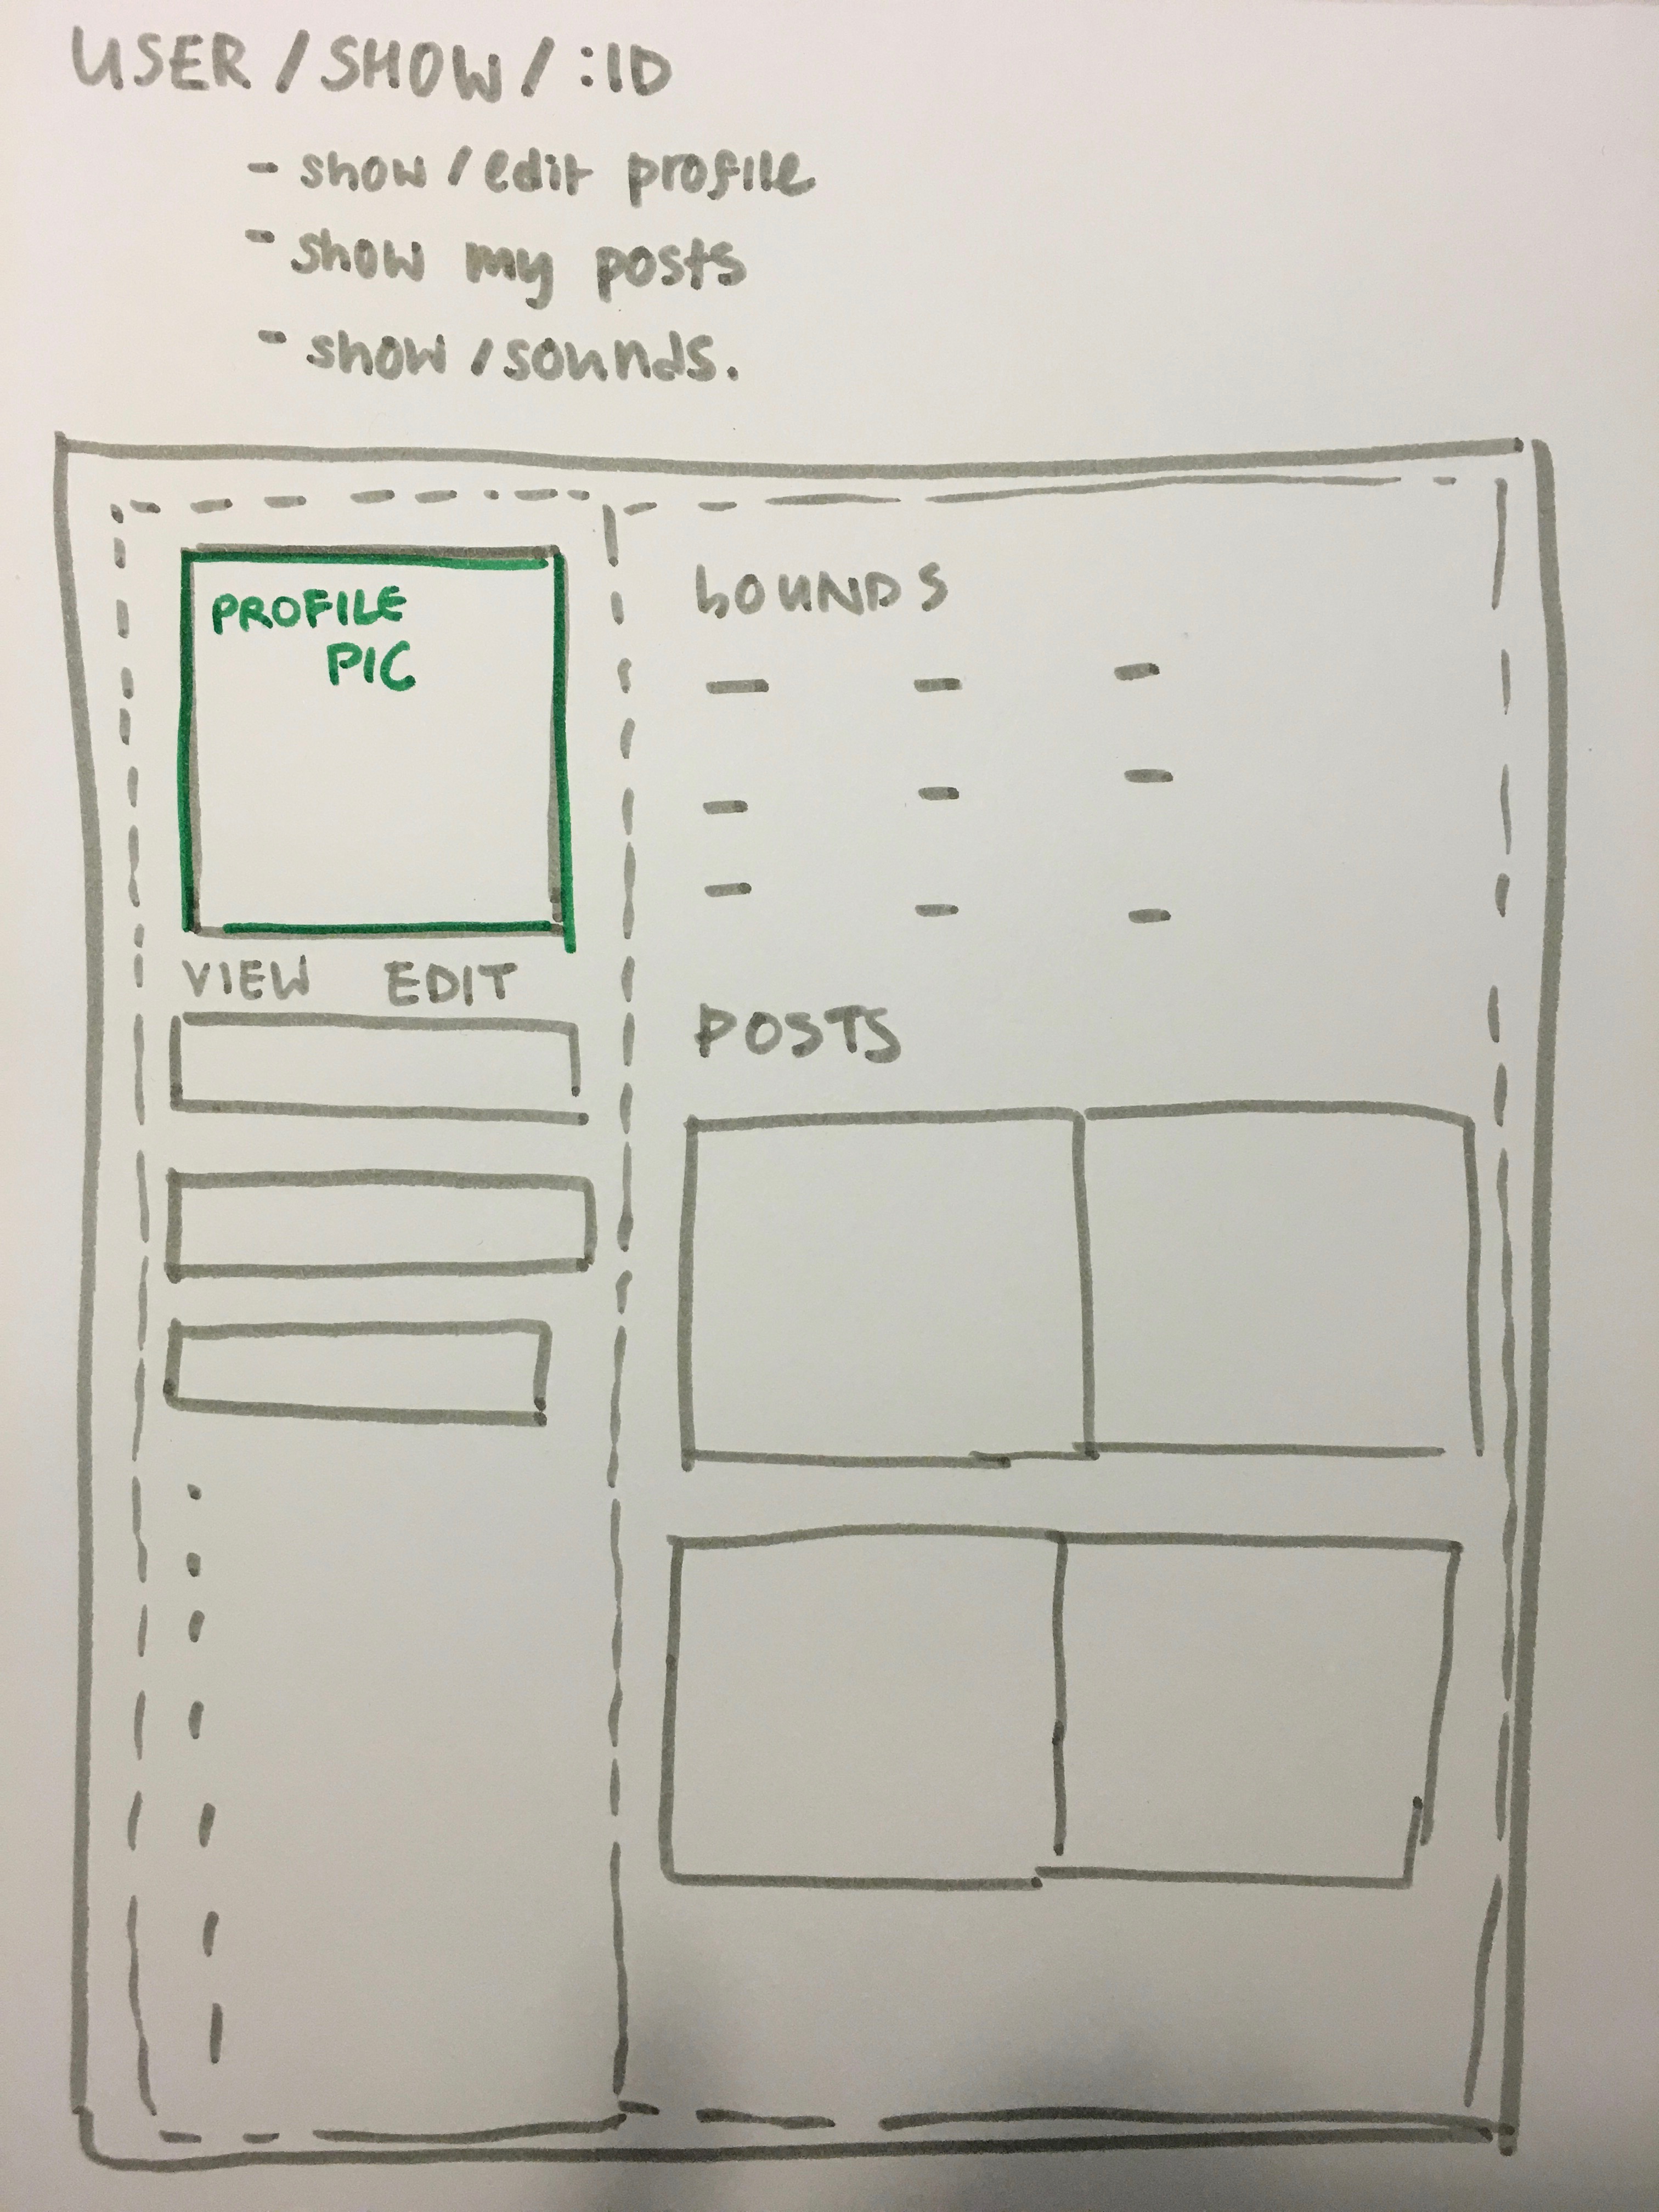 USER / SHOW / :ID
- show / edit profile
- show my posts
- show / sounds.
PROFILE
PIC
VIEW EDIT
SOUNDS
POSTS